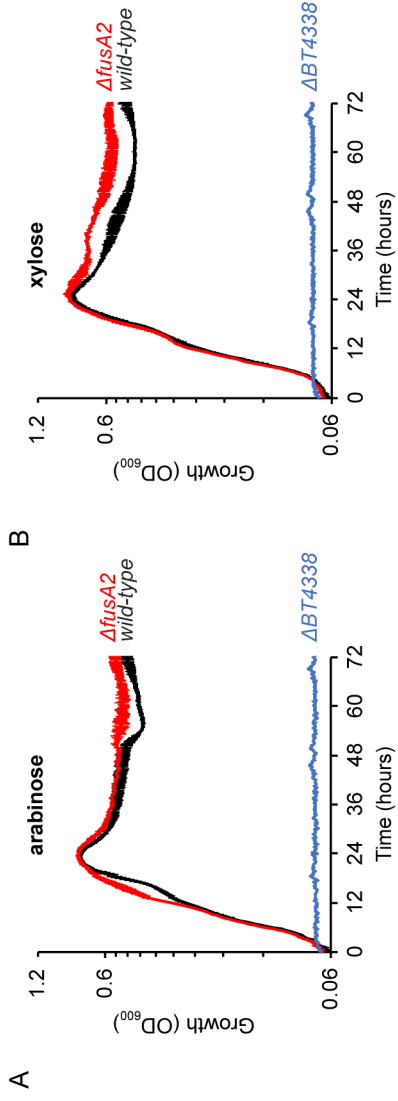 A
arabinose
Growth (OD₆₀₀)
1.2
0.6
0.06
ΔfusA2
wild-type
ΔBT4338
0 12 24 36 48 60 72
Time (hours)
B
xylose
Growth (OD₆₀₀)
1.2
0.6
0.06
ΔfusA2
wild-type
ΔBT4338
0 12 24 36 48 60 72
Time (hours)